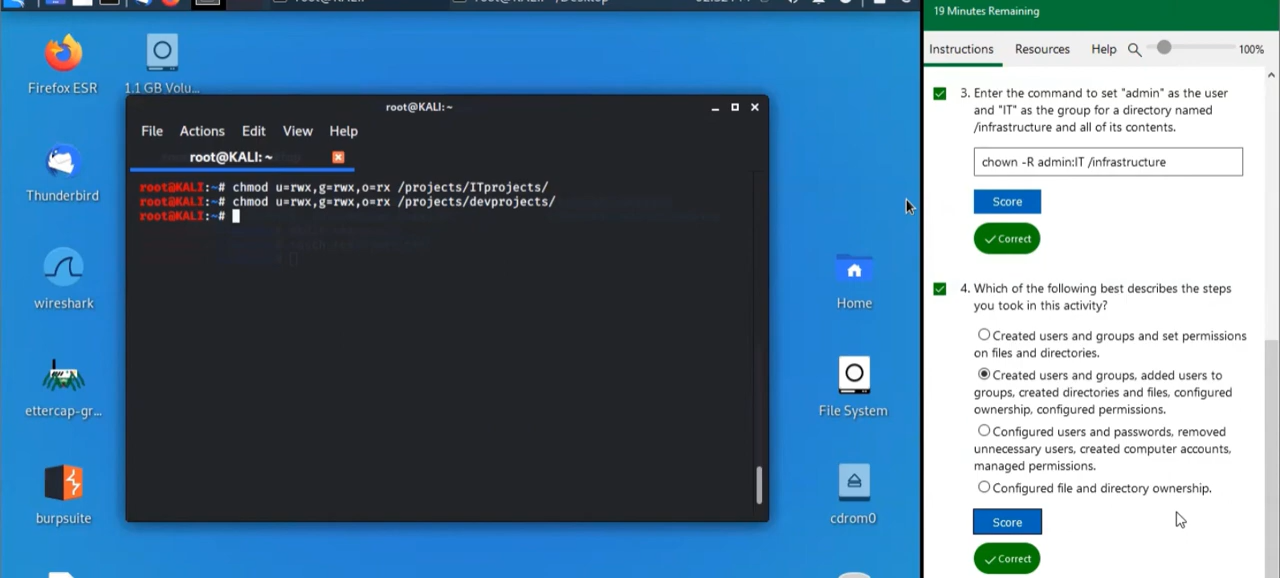 19 Minutes Remaining
Instructions Resources Help 100%
Firefox ESR
1.1 GB Volu...
root@KALI:~
File Actions Edit View Help
root@KALI: ~
root@KALI:~# chmod u=rwx,g=rwx,o=rx /projects/ITprojects/
root@KALI:~# chmod u=rwx,g=rwx,o=rx /projects/devprojects/
root@KALI:~#
Thunderbird
wireshark
ettercap-gr...
burpsuite
Home
File System
cdrom0
3. Enter the command to set "admin" as the user
and "IT" as the group for a directory named
/infrastructure and all of its contents.
chown -R admin:IT /infrastructure
Score
Correct
4. Which of the following best describes the steps
you took in this activity?
Created users and groups and set permissions
on files and directories.
Created users and groups, added users to
groups, created directories and files, configured
ownership, configured permissions.
Configured users and passwords, removed
unnecessary users, created computer accounts,
managed permissions.
Configured file and directory ownership.
Score
Correct